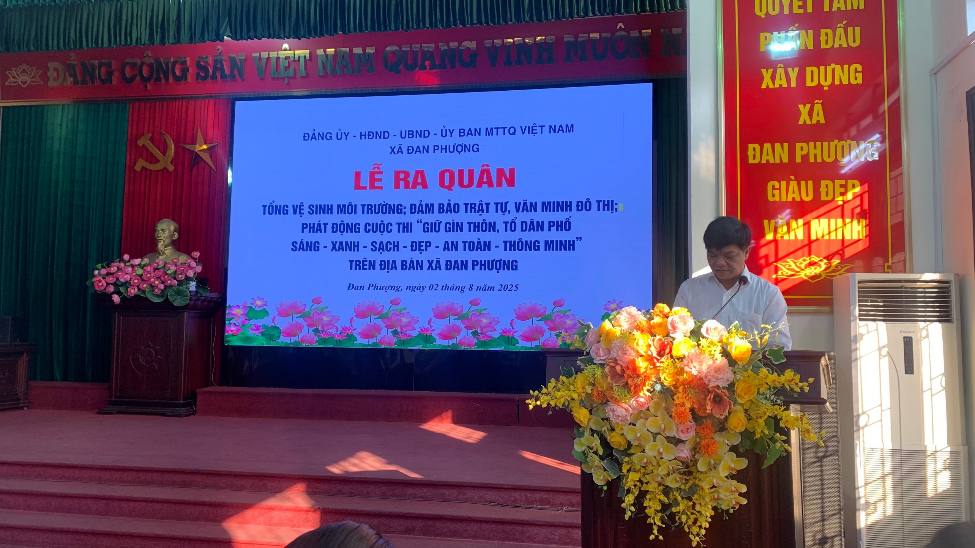 ĐẢNG CỘNG SẢN VIỆT NAM QUANG VINH MUÔN NĂ
ĐẢNG ỦY - HĐND - UBND - ỦY BAN MTTQ VIỆT NAM
XÃ ĐAN PHƯỢNG
LỄ RA QUÂN
TỔNG VỆ SINH MÔI TRƯỜNG; ĐẢM BẢO TRẬT TỰ, VĂN MINH ĐÔ THỊ;
PHÁT ĐỘNG CUỘC THI "GIỮ GÌN THÔN, TỔ DÂN PHỐ
SÁNG - XANH - SẠCH - ĐẸP - AN TOÀN - THÔNG MINH"
TRÊN ĐỊA BÀN XÃ ĐAN PHƯỢNG
Đan Phượng, ngày 02 tháng 8 năm 2025
QUYẾT TÂM
PHẤN ĐẤU
XÂY DỰNG
XÃ
ĐAN PHƯỢNG
GIÀU ĐẸP
VĂN MINH